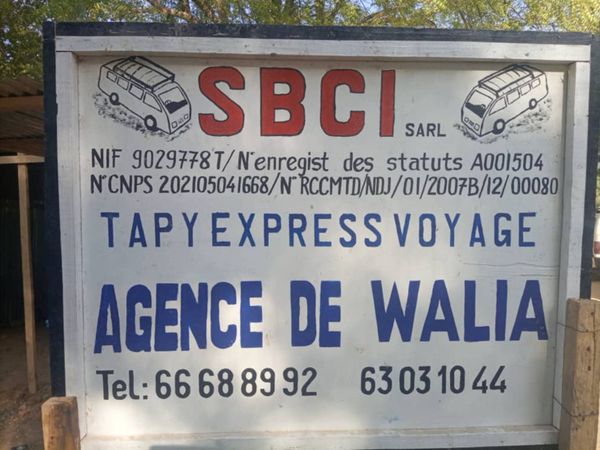 SBCI SARL
NIF 9029778T/N°enregist des statuts A001504
N°CNPS 202105041668/N°RCCMTD/NDJ/01/2007B/12/00080
TAPY EXPRESS VOYAGE
AGENCE DE WALIA
Tel: 66 68 89 92 63 03 10 44